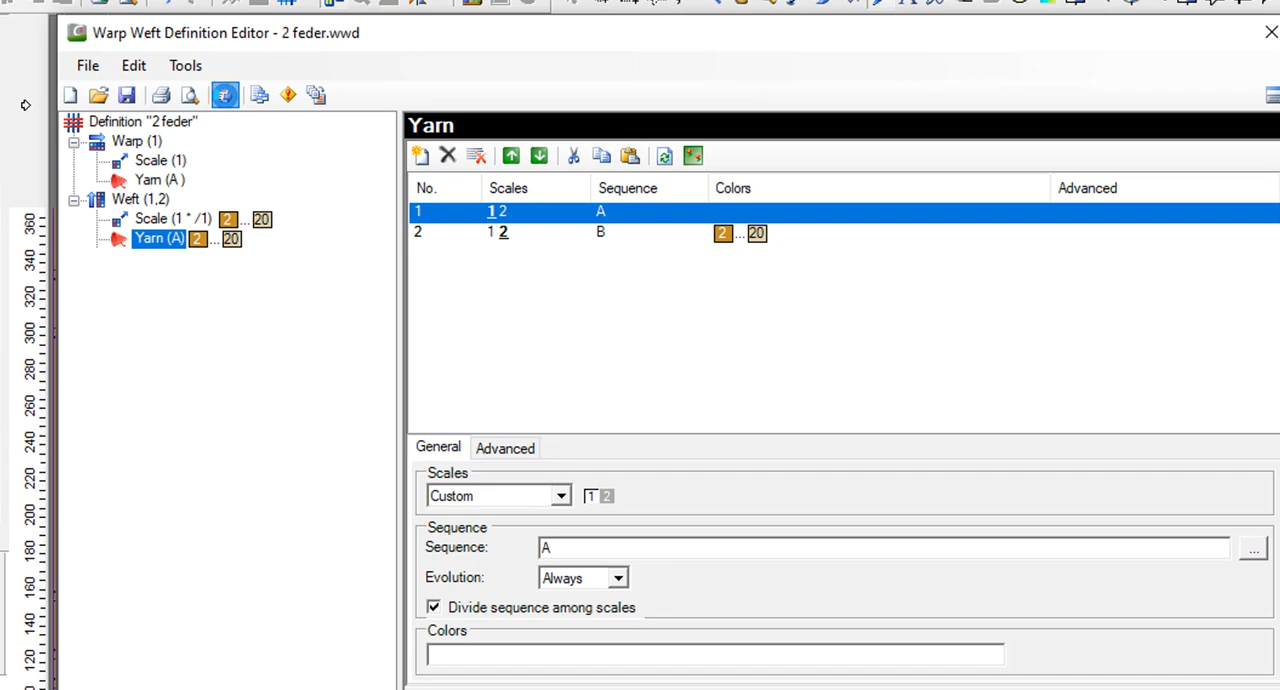 Warp Weft Definition Editor - 2 feder.wwd
File Edit Tools
Definition "2 feder"
Warp (1)
Scale (1)
Yarn (A )
Weft (1,2)
Scale (1 * /1) 2 ... 20
Yarn (A) 2 ... 20
Yarn
No. Scales Sequence Colors Advanced
1 1 2 A
2 1 2 B 2 ... 20
General Advanced
Scales
Custom 1 2
Sequence
Sequence: A ...
Evolution: Always
Divide sequence among scales
Colors
360
340
320
300
280
260
240
220
200
180
160
140
120